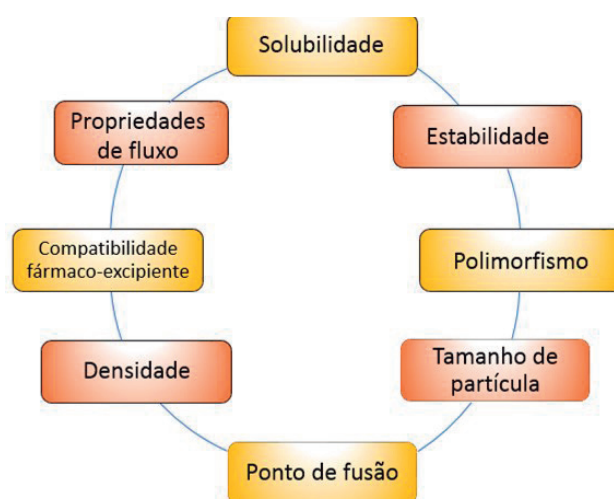 Solubilidade
Propriedades
de fluxo
Estabilidade
Compatibilidade
fármaco-excipiente
Polimorfismo
Densidade
Tamanho de
partícula
Ponto de fusão